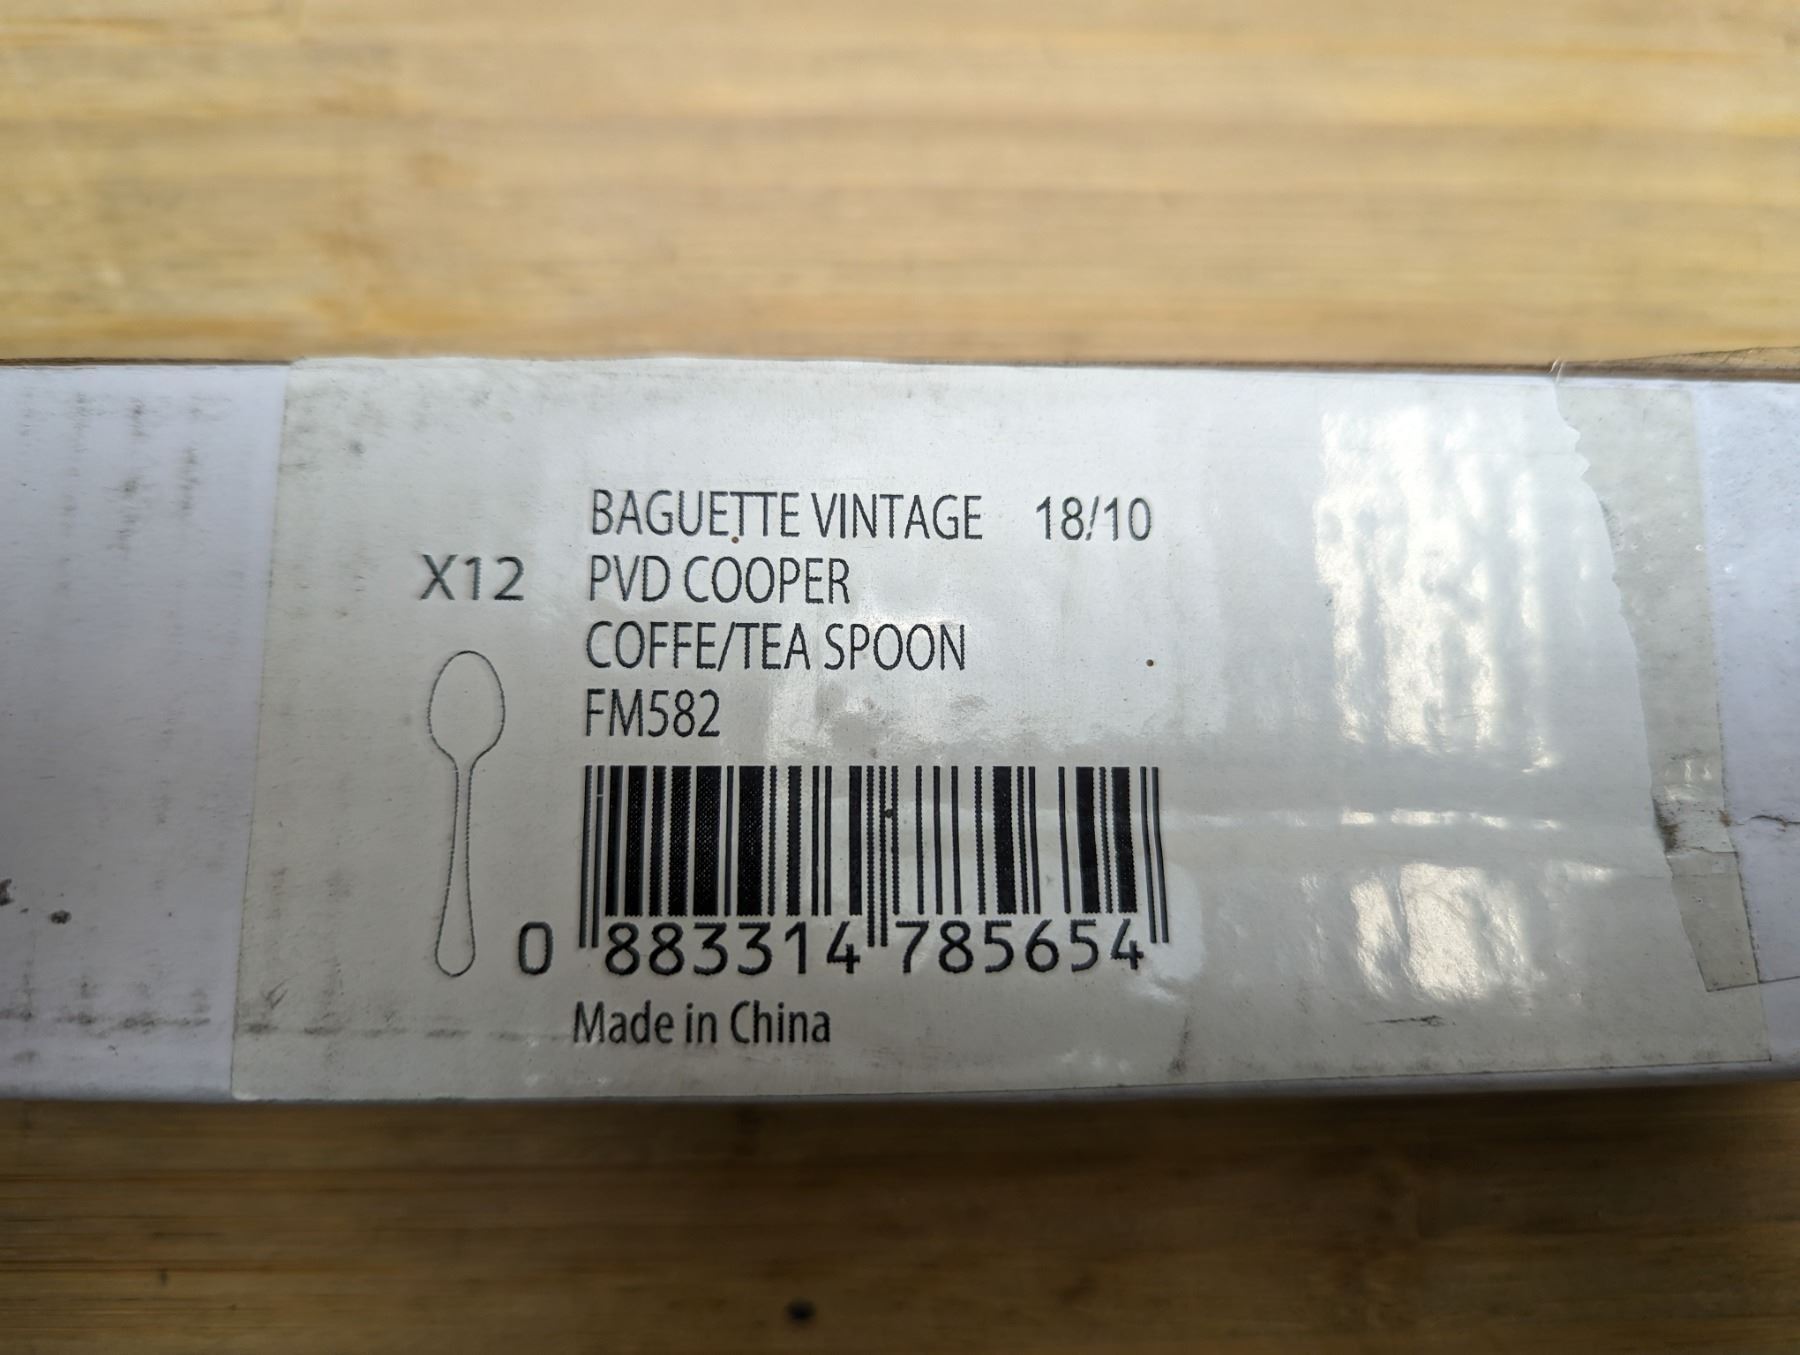 BAGUETTE VINTAGE 18/10
X12 PVD COOPER
COFFE/TEA SPOON
FM582
0 883314 785654
Made in China